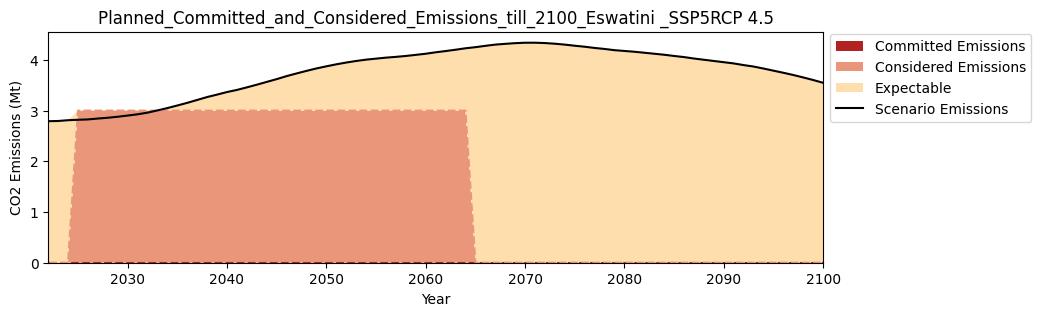 Planned_Committed_and_Considered_Emissions_till_2100_Eswatini _SSP5RCP 4.5
CO2 Emissions (Mt)
4
3
2
1
0
2030 2040 2050 2060 2070 2080 2090 2100
Year
Committed Emissions
Considered Emissions
Expectable
Scenario Emissions